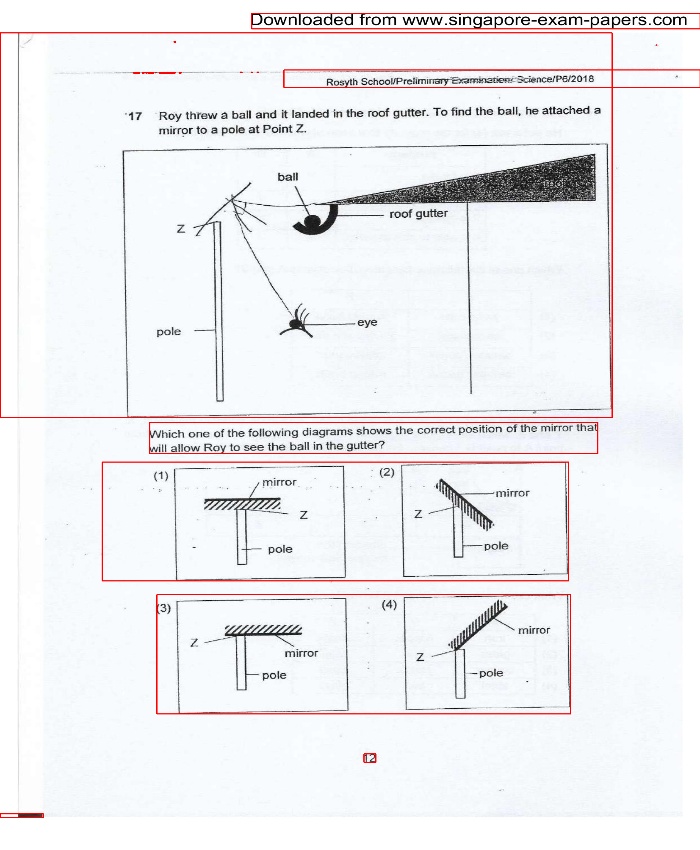 Downloaded from www.singapore-exam-papers.com
Rosyth School/Preliminary Examination/ Science/P6/2018
17 Roy threw a ball and it landed in the roof gutter. To find the ball, he attached a
mirror to a pole at Point Z.
ball
roof gutter
Z
pole
eye
Which one of the following diagrams shows the correct position of the mirror that
will allow Roy to see the ball in the gutter?
(1)
mirror
Z
pole
(2)
mirror
Z
pole
(3)
Z
mirror
pole
(4)
mirror
Z
pole
12